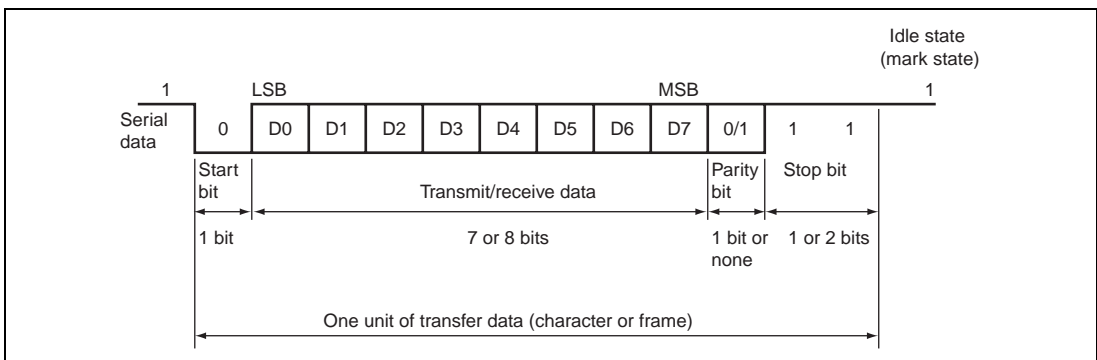 Idle state
(mark state)
1 LSB MSB 1
Serial
data
0 D0 D1 D2 D3 D4 D5 D6 D7 0/1 1 1
Start
bit
Transmit/receive data
Parity
bit
Stop bit
1 bit 7 or 8 bits 1 bit or
none
1 or 2 bits
One unit of transfer data (character or frame)